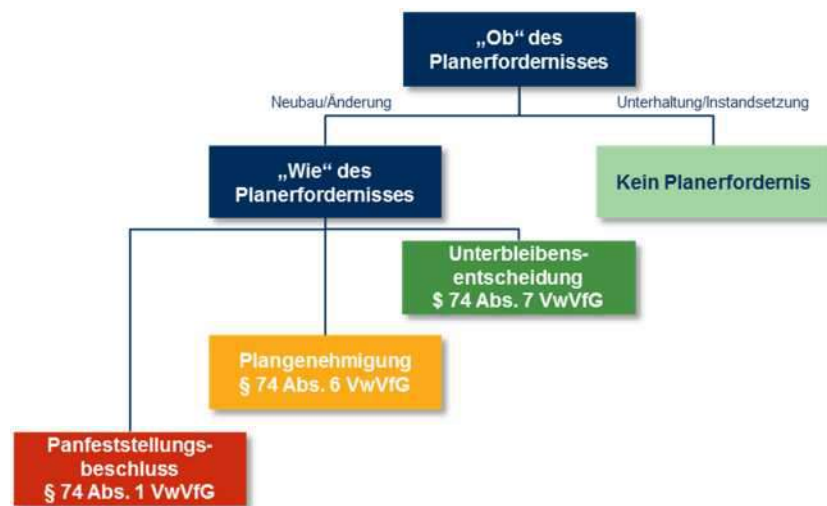 „Ob“ des
Planerfordernisses
Neubau/Änderung
Unterhaltung/Instandsetzung
„Wie“ des
Planerfordernisses
Kein Planerfordernis
Unterbleibens-
entscheidung
$ 74 Abs. 7 VwVfG
Plangenehmigung
§ 74 Abs. 6 VwVfG
Panfeststellungs-
beschluss
§ 74 Abs. 1 VwVfG